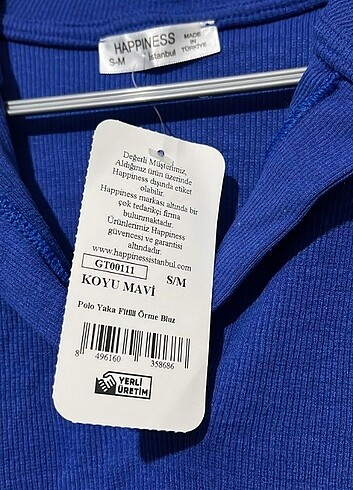 HAPPINESS
S-M İstanbul
MADE
IN
TÜRKİYE
Değerli Müşterimiz,
Aldığınız ürün üzerinde
Happiness dışında etiket
olabilir.
Happiness markası altında bir
çok tedarikçi firma
bulunmaktadır.
Ürünlerimiz Happiness
güvencesi ve garantisi
altındadır.
www.happinessistanbul.com
GT00111 S/M
KOYU MAVİ
Polo Yaka Fitilli Örme Bluz
8 496160 358686
YERLİ
ÜRETİM